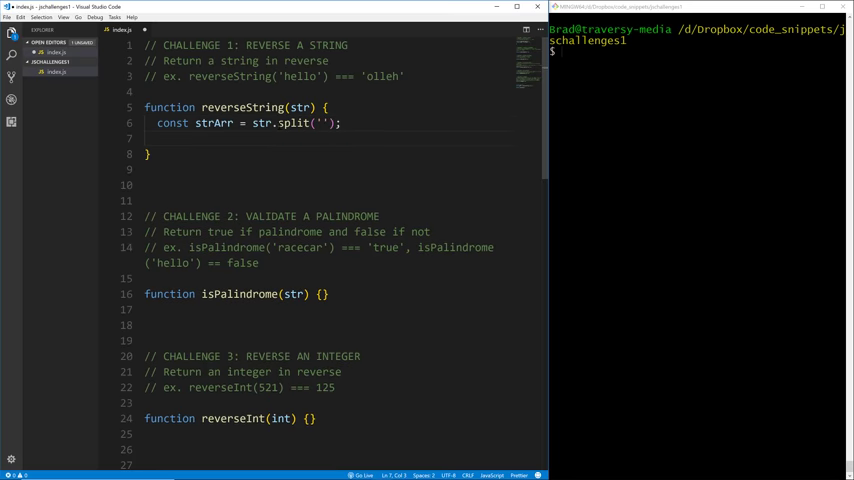 index.js - jschallenges1 - Visual Studio Code
File Edit Selection View Go Debug Tasks Help
EXPLORER
OPEN EDITORS 1 UNSAVED
index.js
JSCHALLENGES1
index.js
index.js
1 // CHALLENGE 1: REVERSE A STRING
2 // Return a string in reverse
3 // ex. reverseString('hello') === 'olleh'
4
5 function reverseString(str) {
6 const strArr = str.split('');
7
8 }
9
10
11
12 // CHALLENGE 2: VALIDATE A PALINDROME
13 // Return true if palindrome and false if not
14 // ex. isPalindrome('racecar') === 'true', isPalindrome
('hello') == false
15
16 function isPalindrome(str) {}
17
18
19
20 // CHALLENGE 3: REVERSE AN INTEGER
21 // Return an integer in reverse
22 // ex. reverseInt(521) === 125
23
24 function reverseInt(int) {}
25
26
27
0 0 Go Live Ln 7, Col 3 Spaces: 2 UTF-8 CRLF JavaScript Prettier
MINGW64:/d/Dropbox/code_snippets/jschallenges1
Brad@traversy-media /d/Dropbox/code_snippets/j
schallenges1
$